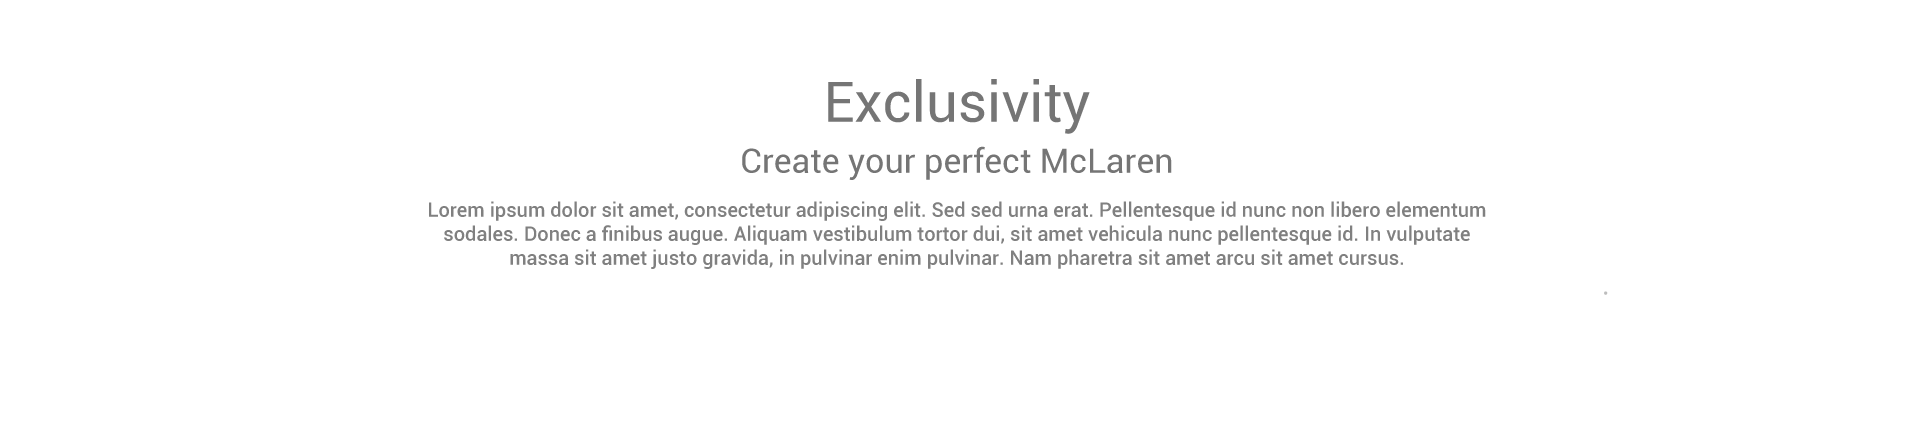 Exclusivity
Create your perfect McLaren
Lorem ipsum dolor sit amet, consectetur adipiscing elit. Sed sed urna erat. Pellentesque id nunc non libero elementum
sodales. Donec a finibus augue. Aliquam vestibulum tortor dui, sit amet vehicula nunc pellentesque id. In vulputate
massa sit amet justo gravida, in pulvinar enim pulvinar. Nam pharetra sit amet arcu sit amet cursus.